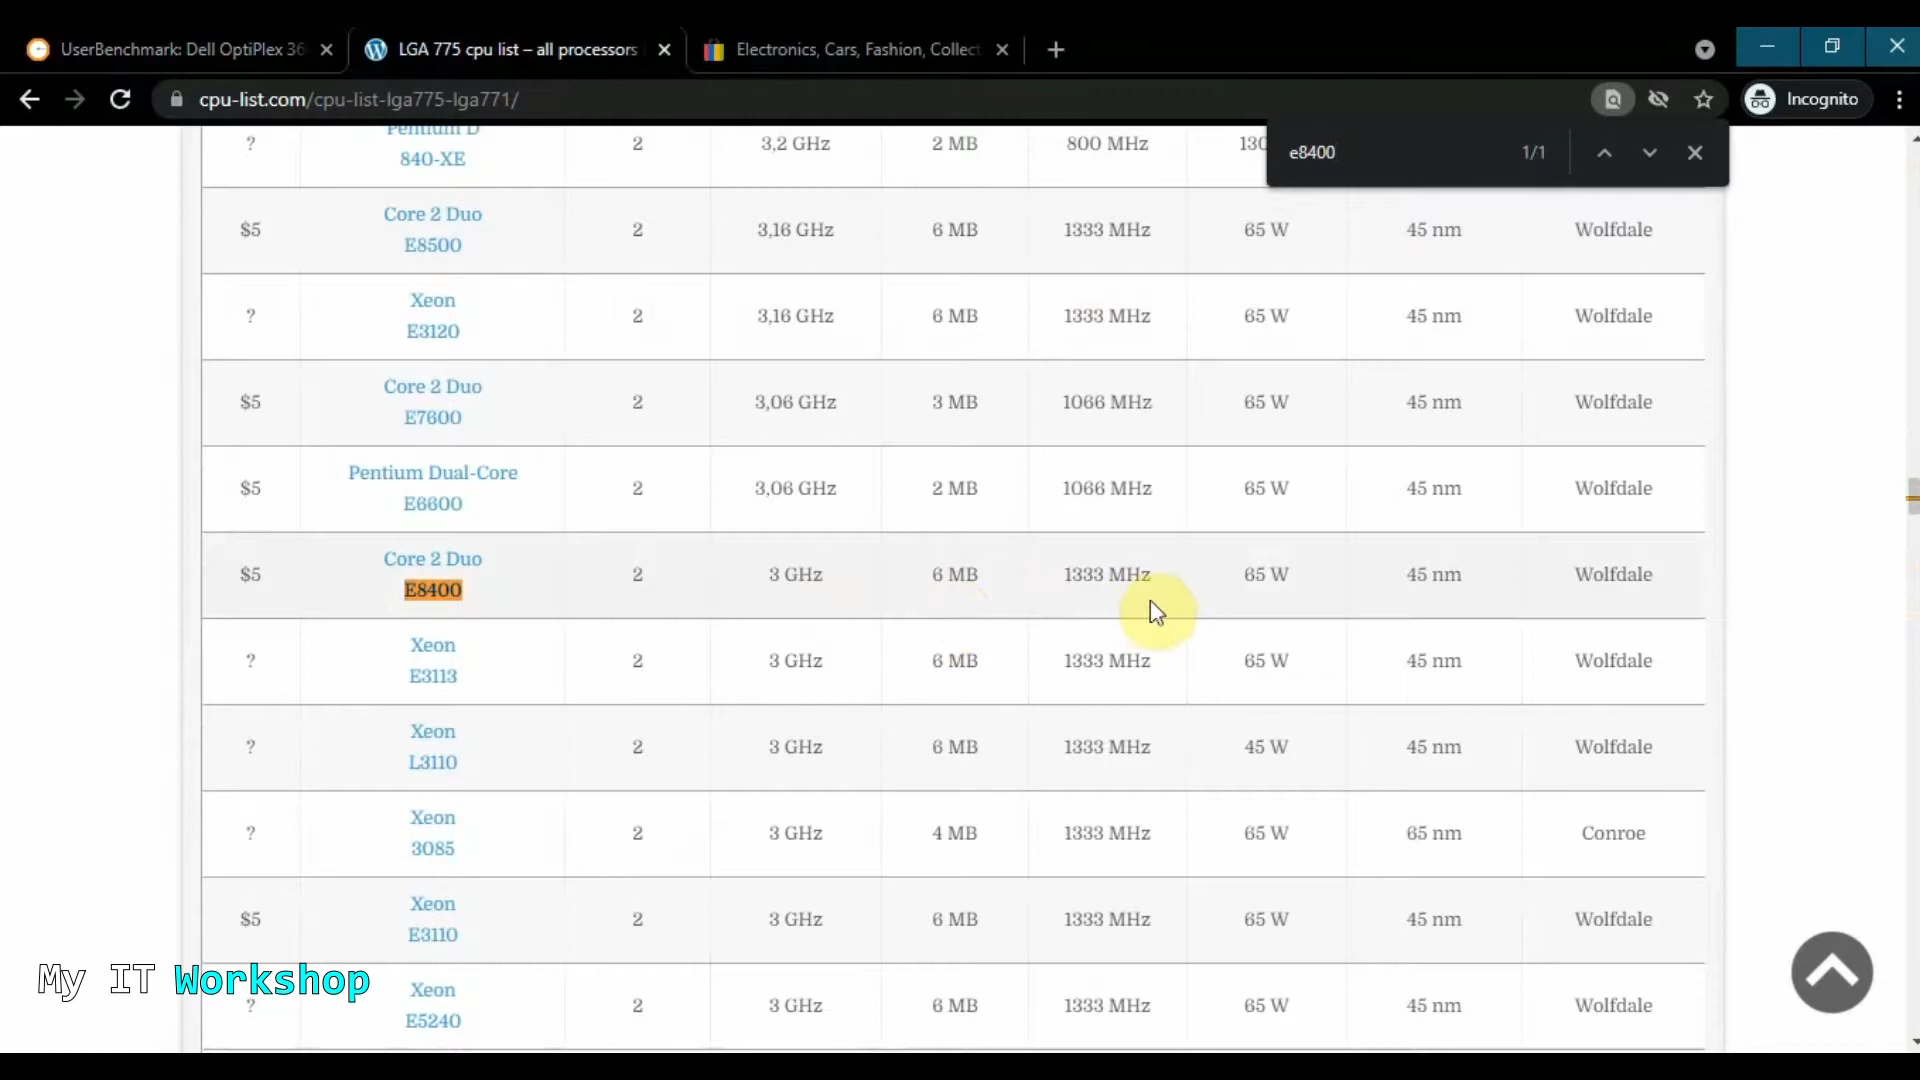 UserBenchmark: Dell OptiPlex 36
LGA 775 cpu list – all processors
Electronics, Cars, Fashion, Collect
cpu-list.com/cpu-list-lga775-lga771/
Incognito
e8400 1/1
? Pentium D 2 3,2 GHz 2 MB 800 MHz 130
840-XE
$5 Core 2 Duo 2 3,16 GHz 6 MB 1333 MHz 65 W 45 nm Wolfdale
E8500
? Xeon 2 3,16 GHz 6 MB 1333 MHz 65 W 45 nm Wolfdale
E3120
$5 Core 2 Duo 2 3,06 GHz 3 MB 1066 MHz 65 W 45 nm Wolfdale
E7600
$5 Pentium Dual-Core 2 3,06 GHz 2 MB 1066 MHz 65 W 45 nm Wolfdale
E6600
$5 Core 2 Duo 2 3 GHz 6 MB 1333 MHz 65 W 45 nm Wolfdale
E8400
? Xeon 2 3 GHz 6 MB 1333 MHz 65 W 45 nm Wolfdale
E3113
? Xeon 2 3 GHz 6 MB 1333 MHz 45 W 45 nm Wolfdale
L3110
? Xeon 2 3 GHz 4 MB 1333 MHz 65 W 65 nm Conroe
3085
$5 Xeon 2 3 GHz 6 MB 1333 MHz 65 W 45 nm Wolfdale
E3110
My IT Workshop
? Xeon 2 3 GHz 6 MB 1333 MHz 65 W 45 nm Wolfdale
E5240